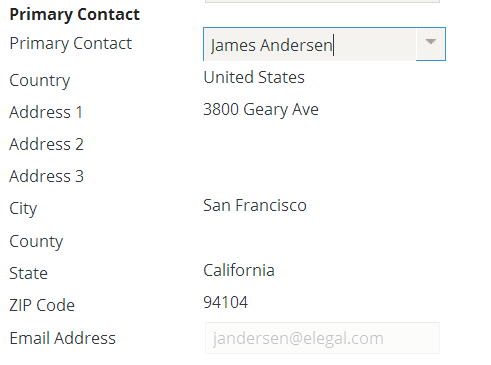 Primary Contact
Primary Contact James Andersen
Country United States
Address 1 3800 Geary Ave
Address 2
Address 3
City San Francisco
County
State California
ZIP Code 94104
Email Address jandersen@elegal.com